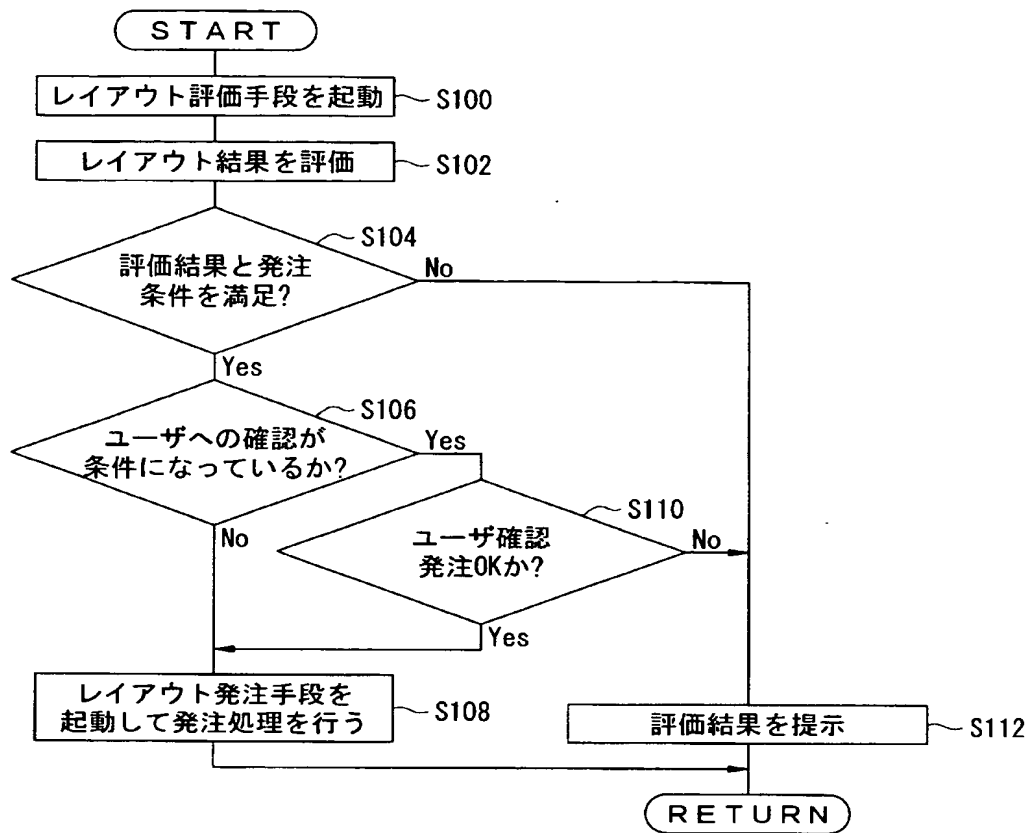 START
レイアウト評価手段を起動
S100
レイアウト結果を評価
S102
S104
評価結果と発注
条件を満足?
No
Yes
S106
ユーザへの確認が
条件になっているか?
Yes
No
S110
ユーザ確認
発注OKか?
No
Yes
レイアウト発注手段を
起動して発注処理を行う
S108
評価結果を提示
S112
RETURN